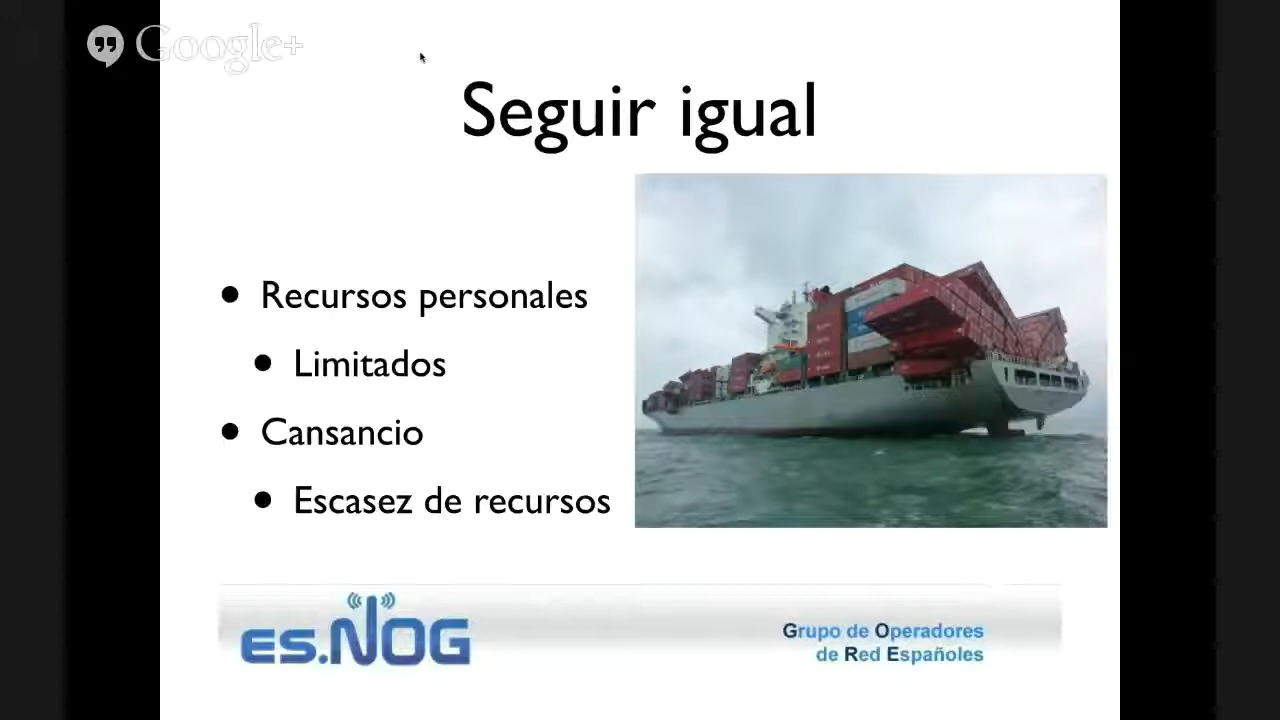 Google+
Seguir igual
Recursos personales
Limitados
Cansancio
Escasez de recursos
es.NOG
Grupo de Operadores
de Red Españoles